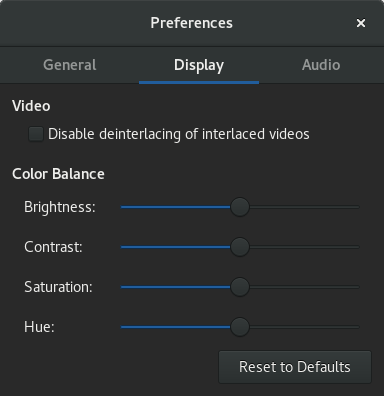 Preferences
General Display Audio
Video
Disable deinterlacing of interlaced videos
Color Balance
Brightness:
Contrast:
Saturation:
Hue:
Reset to Defaults